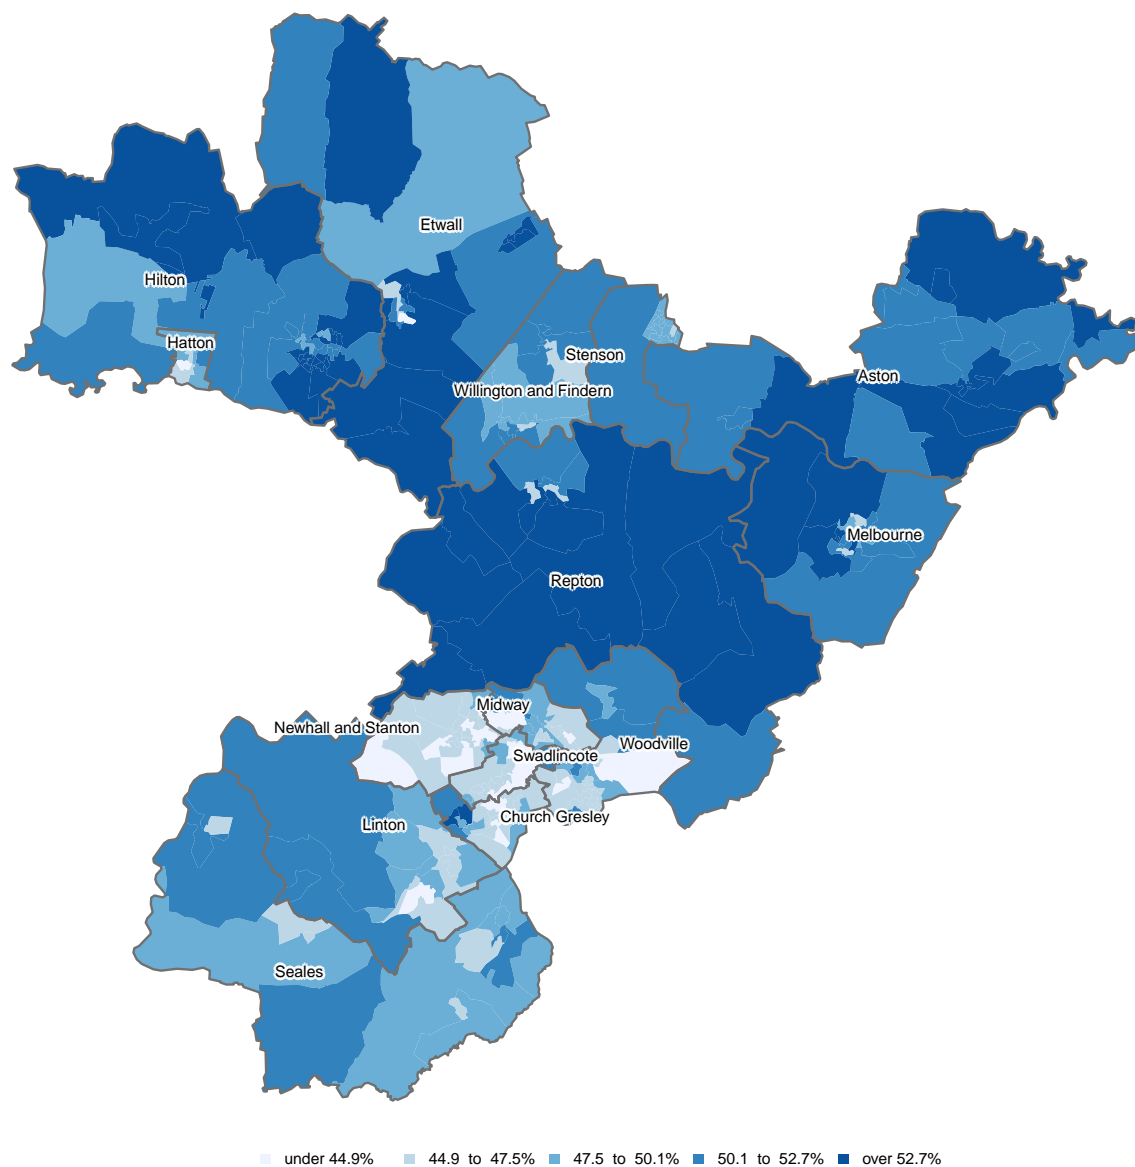 Etwall
Hilton
Hatton
Stenson
Aston
Willington and Findern
Melbourne
Repton
Midway
Newhall and Stanton
Woodville
Swadlincote
Church Gresley
Linton
Seales
under 44.9% 44.9 to 47.5% 47.5 to 50.1% 50.1 to 52.7% over 52.7%